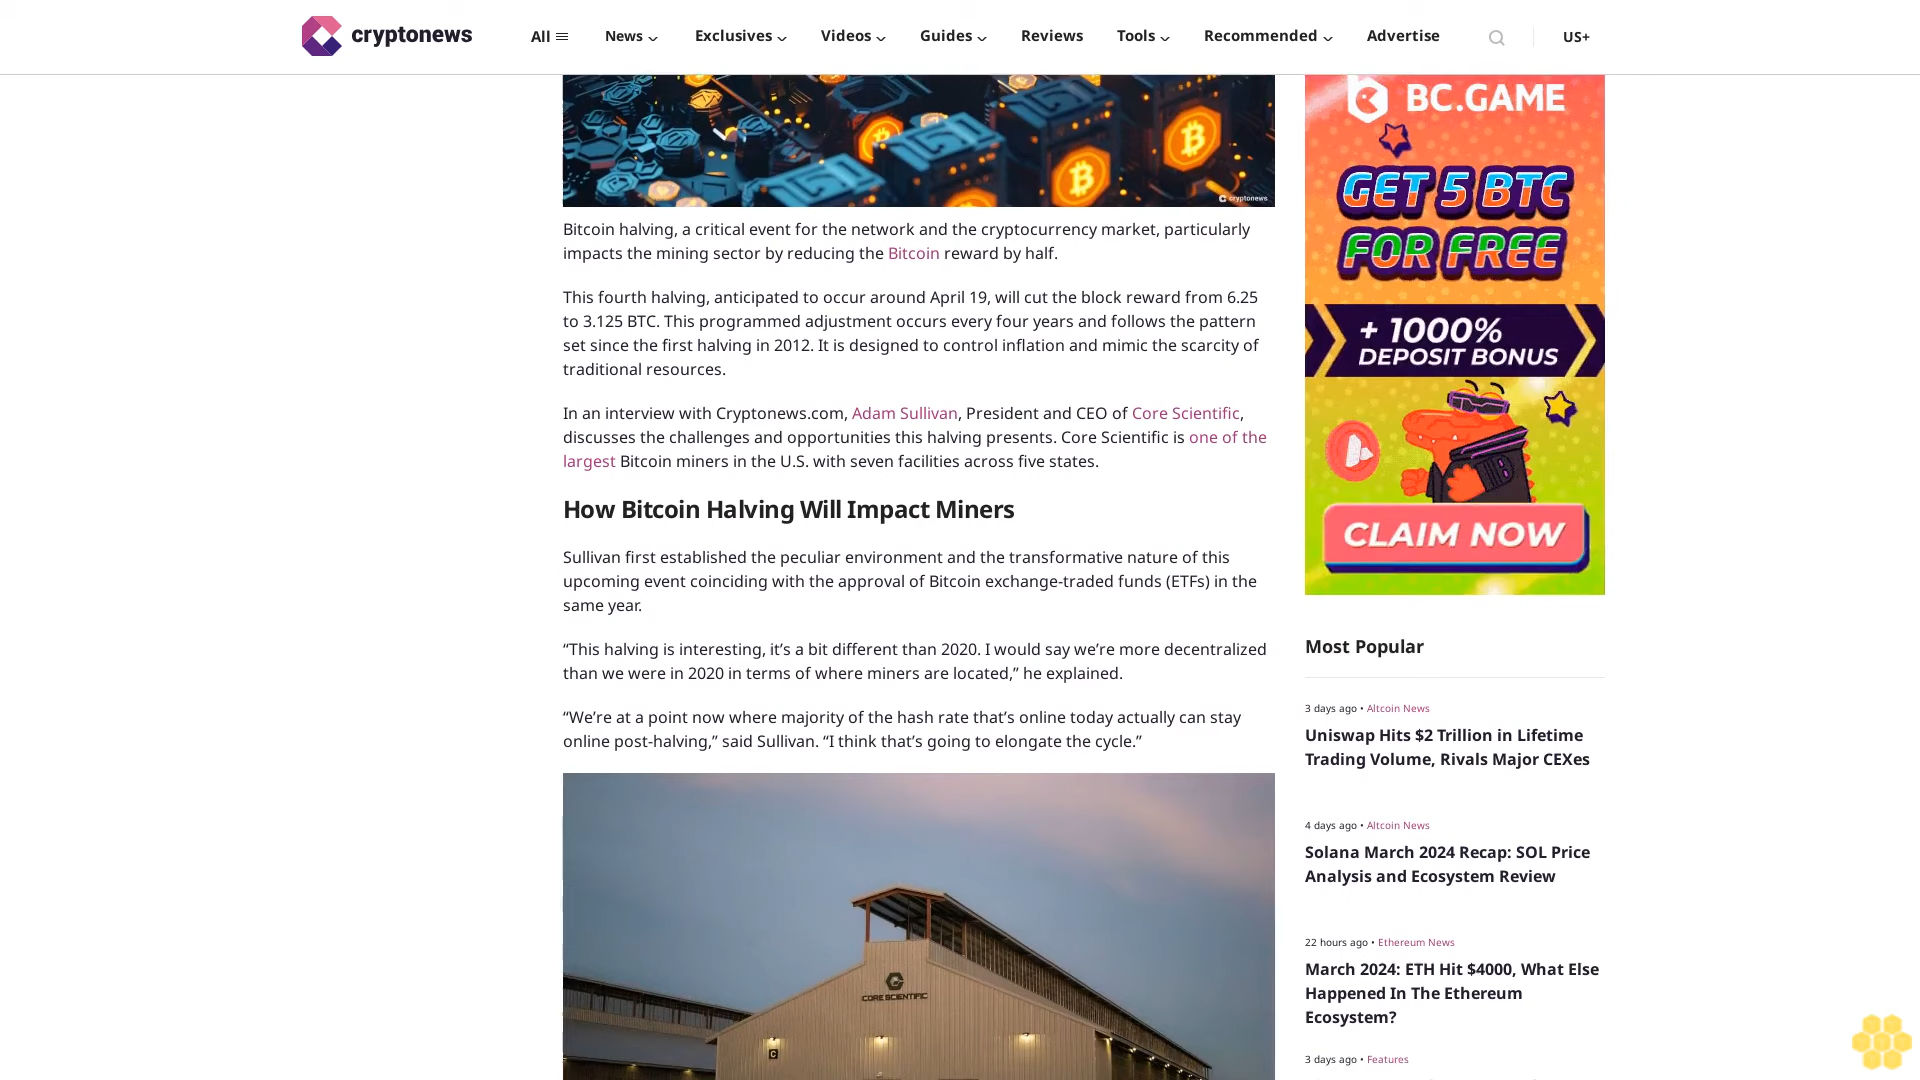 cryptonews
All
News
Exclusives
Videos
Guides
Reviews
Tools
Recommended
Advertise
US+
cryptonews
Bitcoin halving, a critical event for the network and the cryptocurrency market, particularly
impacts the mining sector by reducing the Bitcoin reward by half.
This fourth halving, anticipated to occur around April 19, will cut the block reward from 6.25
to 3.125 BTC. This programmed adjustment occurs every four years and follows the pattern
set since the first halving in 2012. It is designed to control inflation and mimic the scarcity of
traditional resources.
In an interview with Cryptonews.com, Adam Sullivan, President and CEO of Core Scientific,
discusses the challenges and opportunities this halving presents. Core Scientific is one of the
largest Bitcoin miners in the U.S. with seven facilities across five states.
How Bitcoin Halving Will Impact Miners
Sullivan first established the peculiar environment and the transformative nature of this
upcoming event coinciding with the approval of Bitcoin exchange-traded funds (ETFs) in the
same year.
“This halving is interesting, it’s a bit different than 2020. I would say we’re more decentralized
than we were in 2020 in terms of where miners are located,” he explained.
“We’re at a point now where majority of the hash rate that’s online today actually can stay
online post-halving,” said Sullivan. “I think that’s going to elongate the cycle.”
CORE SCIENTIFIC
C
BC.GAME
GET 5 BTC
FOR FREE
+ 1000%
DEPOSIT BONUS
CLAIM NOW
Most Popular
3 days ago • Altcoin News
Uniswap Hits $2 Trillion in Lifetime
Trading Volume, Rivals Major CEXes
4 days ago • Altcoin News
Solana March 2024 Recap: SOL Price
Analysis and Ecosystem Review
22 hours ago • Ethereum News
March 2024: ETH Hit $4000, What Else
Happened In The Ethereum
Ecosystem?
3 days ago • Features